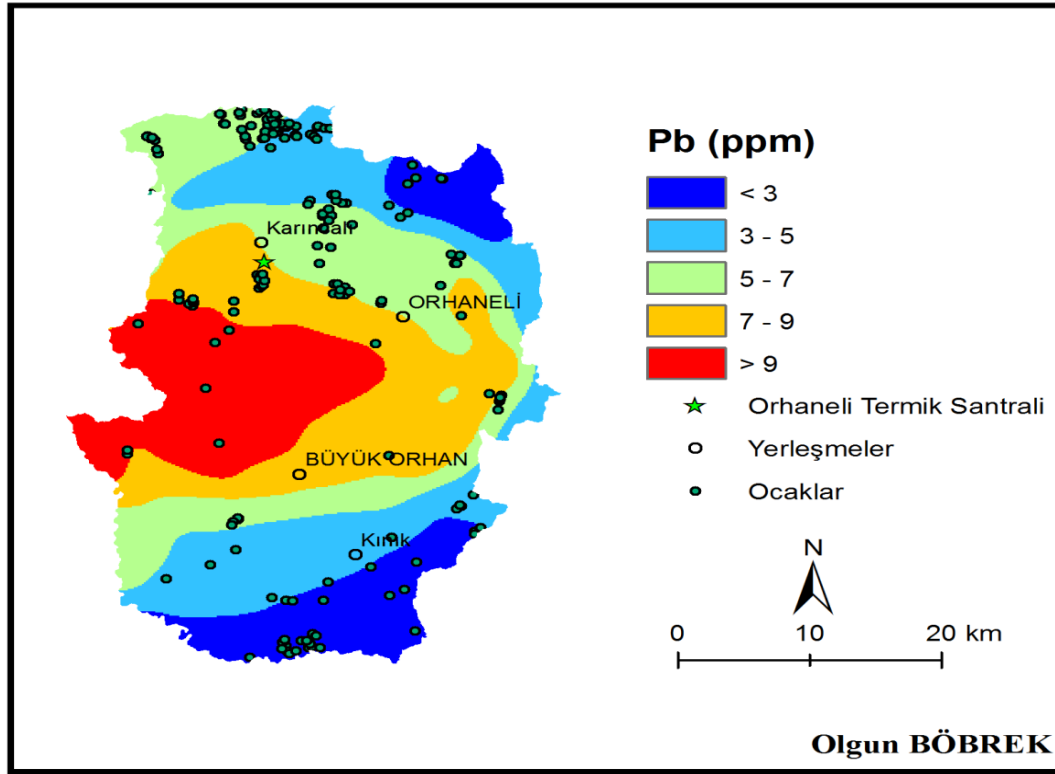 Pb (ppm)
< 3
3 - 5
5 - 7
7 - 9
> 9
Orhaneli Termik Santrali
Yerleşmeler
Ocaklar
Karıncalı
ORHANELİ
BÜYÜK ORHAN
Kınık
N
0 10 20 km
Olgun BÖBREK